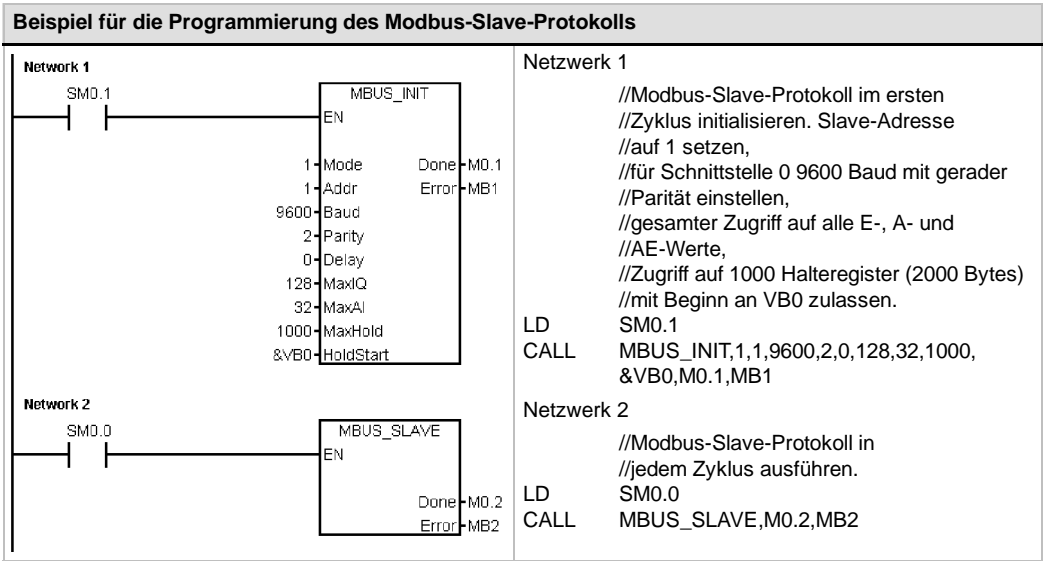 Beispiel für die Programmierung des Modbus-Slave-Protokolls
Network 1
SM0.1
MBUS_INIT
EN
1 Mode Done M0.1
1 Addr Error MB1
9600 Baud
2 Parity
0 Delay
128 MaxIQ
32 MaxAI
1000 MaxHold
&VB0 HoldStart
Network 2
SM0.0
MBUS_SLAVE
EN
Done M0.2
Error MB2
Netzwerk 1
//Modbus-Slave-Protokoll im ersten
//Zyklus initialisieren. Slave-Adresse
//auf 1 setzen,
//für Schnittstelle 0 9600 Baud mit gerader
//Parität einstellen,
//gesamter Zugriff auf alle E-, A- und
//AE-Werte,
//Zugriff auf 1000 Halteregister (2000 Bytes)
//mit Beginn an VB0 zulassen.
LD SM0.1
CALL MBUS_INIT,1,1,9600,2,0,128,32,1000,
&VB0,M0.1,MB1
Netzwerk 2
//Modbus-Slave-Protokoll in
//jedem Zyklus ausführen.
LD SM0.0
CALL MBUS_SLAVE,M0.2,MB2